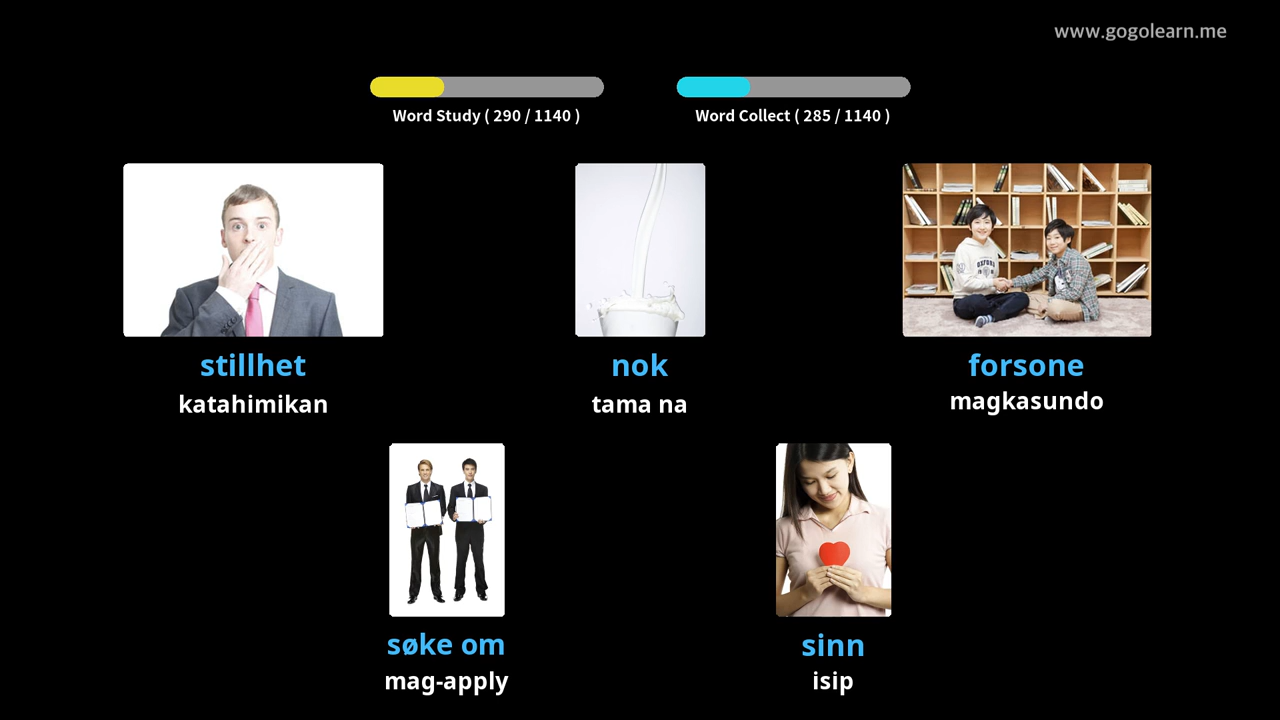 www.gogolearn.me
Word Study ( 290 / 1140 )
Word Collect ( 285 / 1140 )
stillhet
katahimikan
nok
tama na
forsone
magkasundo
OXFORD
søke om
mag-apply
sinn
isip